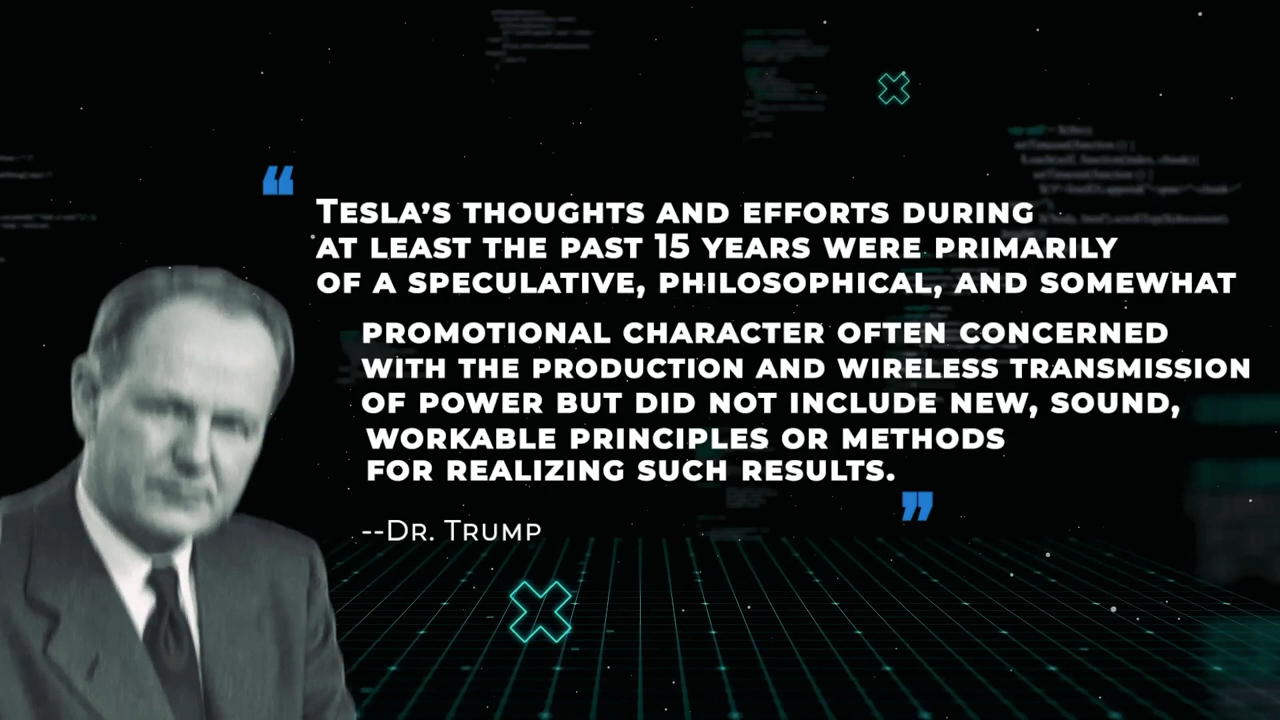 ❝
TESLA'S THOUGHTS AND EFFORTS DURING
AT LEAST THE PAST 15 YEARS WERE PRIMARILY
OF A SPECULATIVE, PHILOSOPHICAL, AND SOMEWHAT
PROMOTIONAL CHARACTER OFTEN CONCERNED
WITH THE PRODUCTION AND WIRELESS TRANSMISSION
OF POWER BUT DID NOT INCLUDE NEW, SOUND,
WORKABLE PRINCIPLES OR METHODS
FOR REALIZING SUCH RESULTS.
❞
--DR. TRUMP